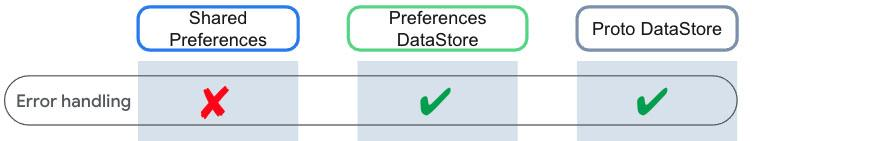 Shared
Preferences
Preferences
DataStore
Proto DataStore
Error handling